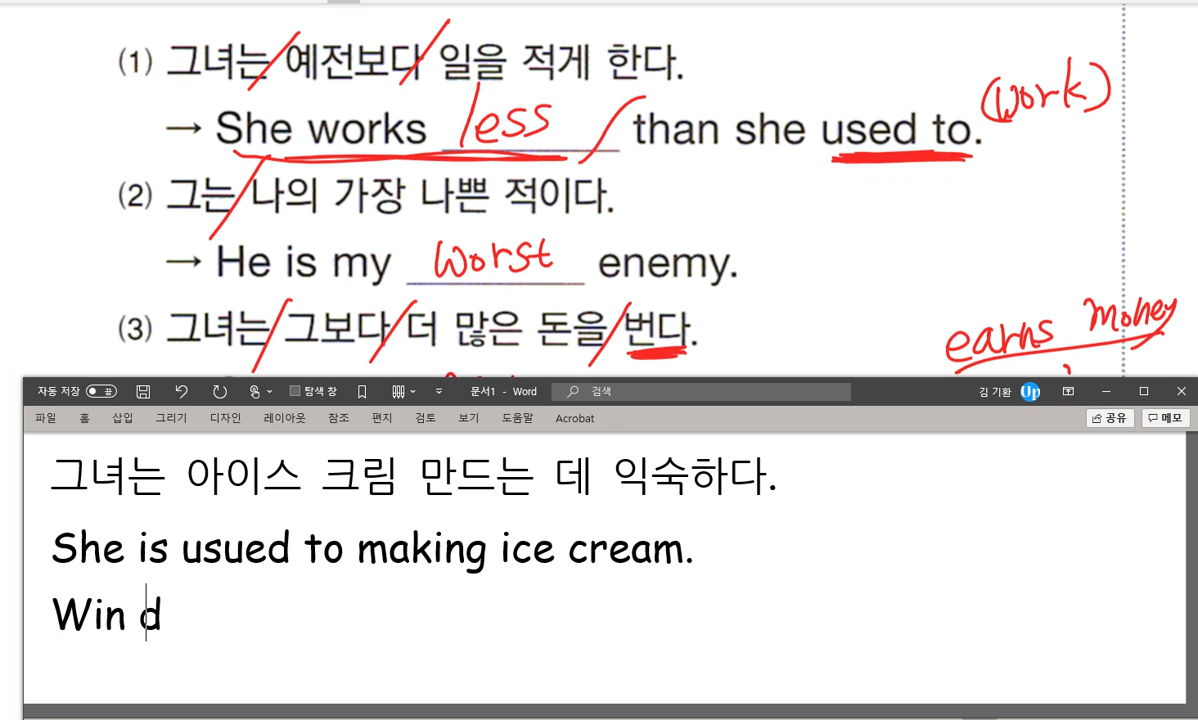 (1) 그녀는 예전보다 일을 적게 한다.
(work)
→ She works less than she used to.
(2) 그는 나의 가장 나쁜 적이다.
→ He is my worst enemy.
(3) 그녀는 그보다 더 많은 돈을 번다.
earns money
자동 저장 끔 탐색 창 문서1 - Word 검색 김 기환 Up
파일 홈 삽입 그리기 디자인 레이아웃 참조 편지 검토 보기 도움말 Acrobat 공유 메모
그녀는 아이스 크림 만드는 데 익숙하다.
She is usued to making ice cream.
Win d